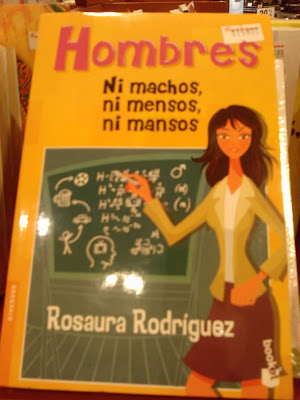 Hombres
Ni machos,
ni mensos,
ni mansos
Rosaura Rodríguez
booket